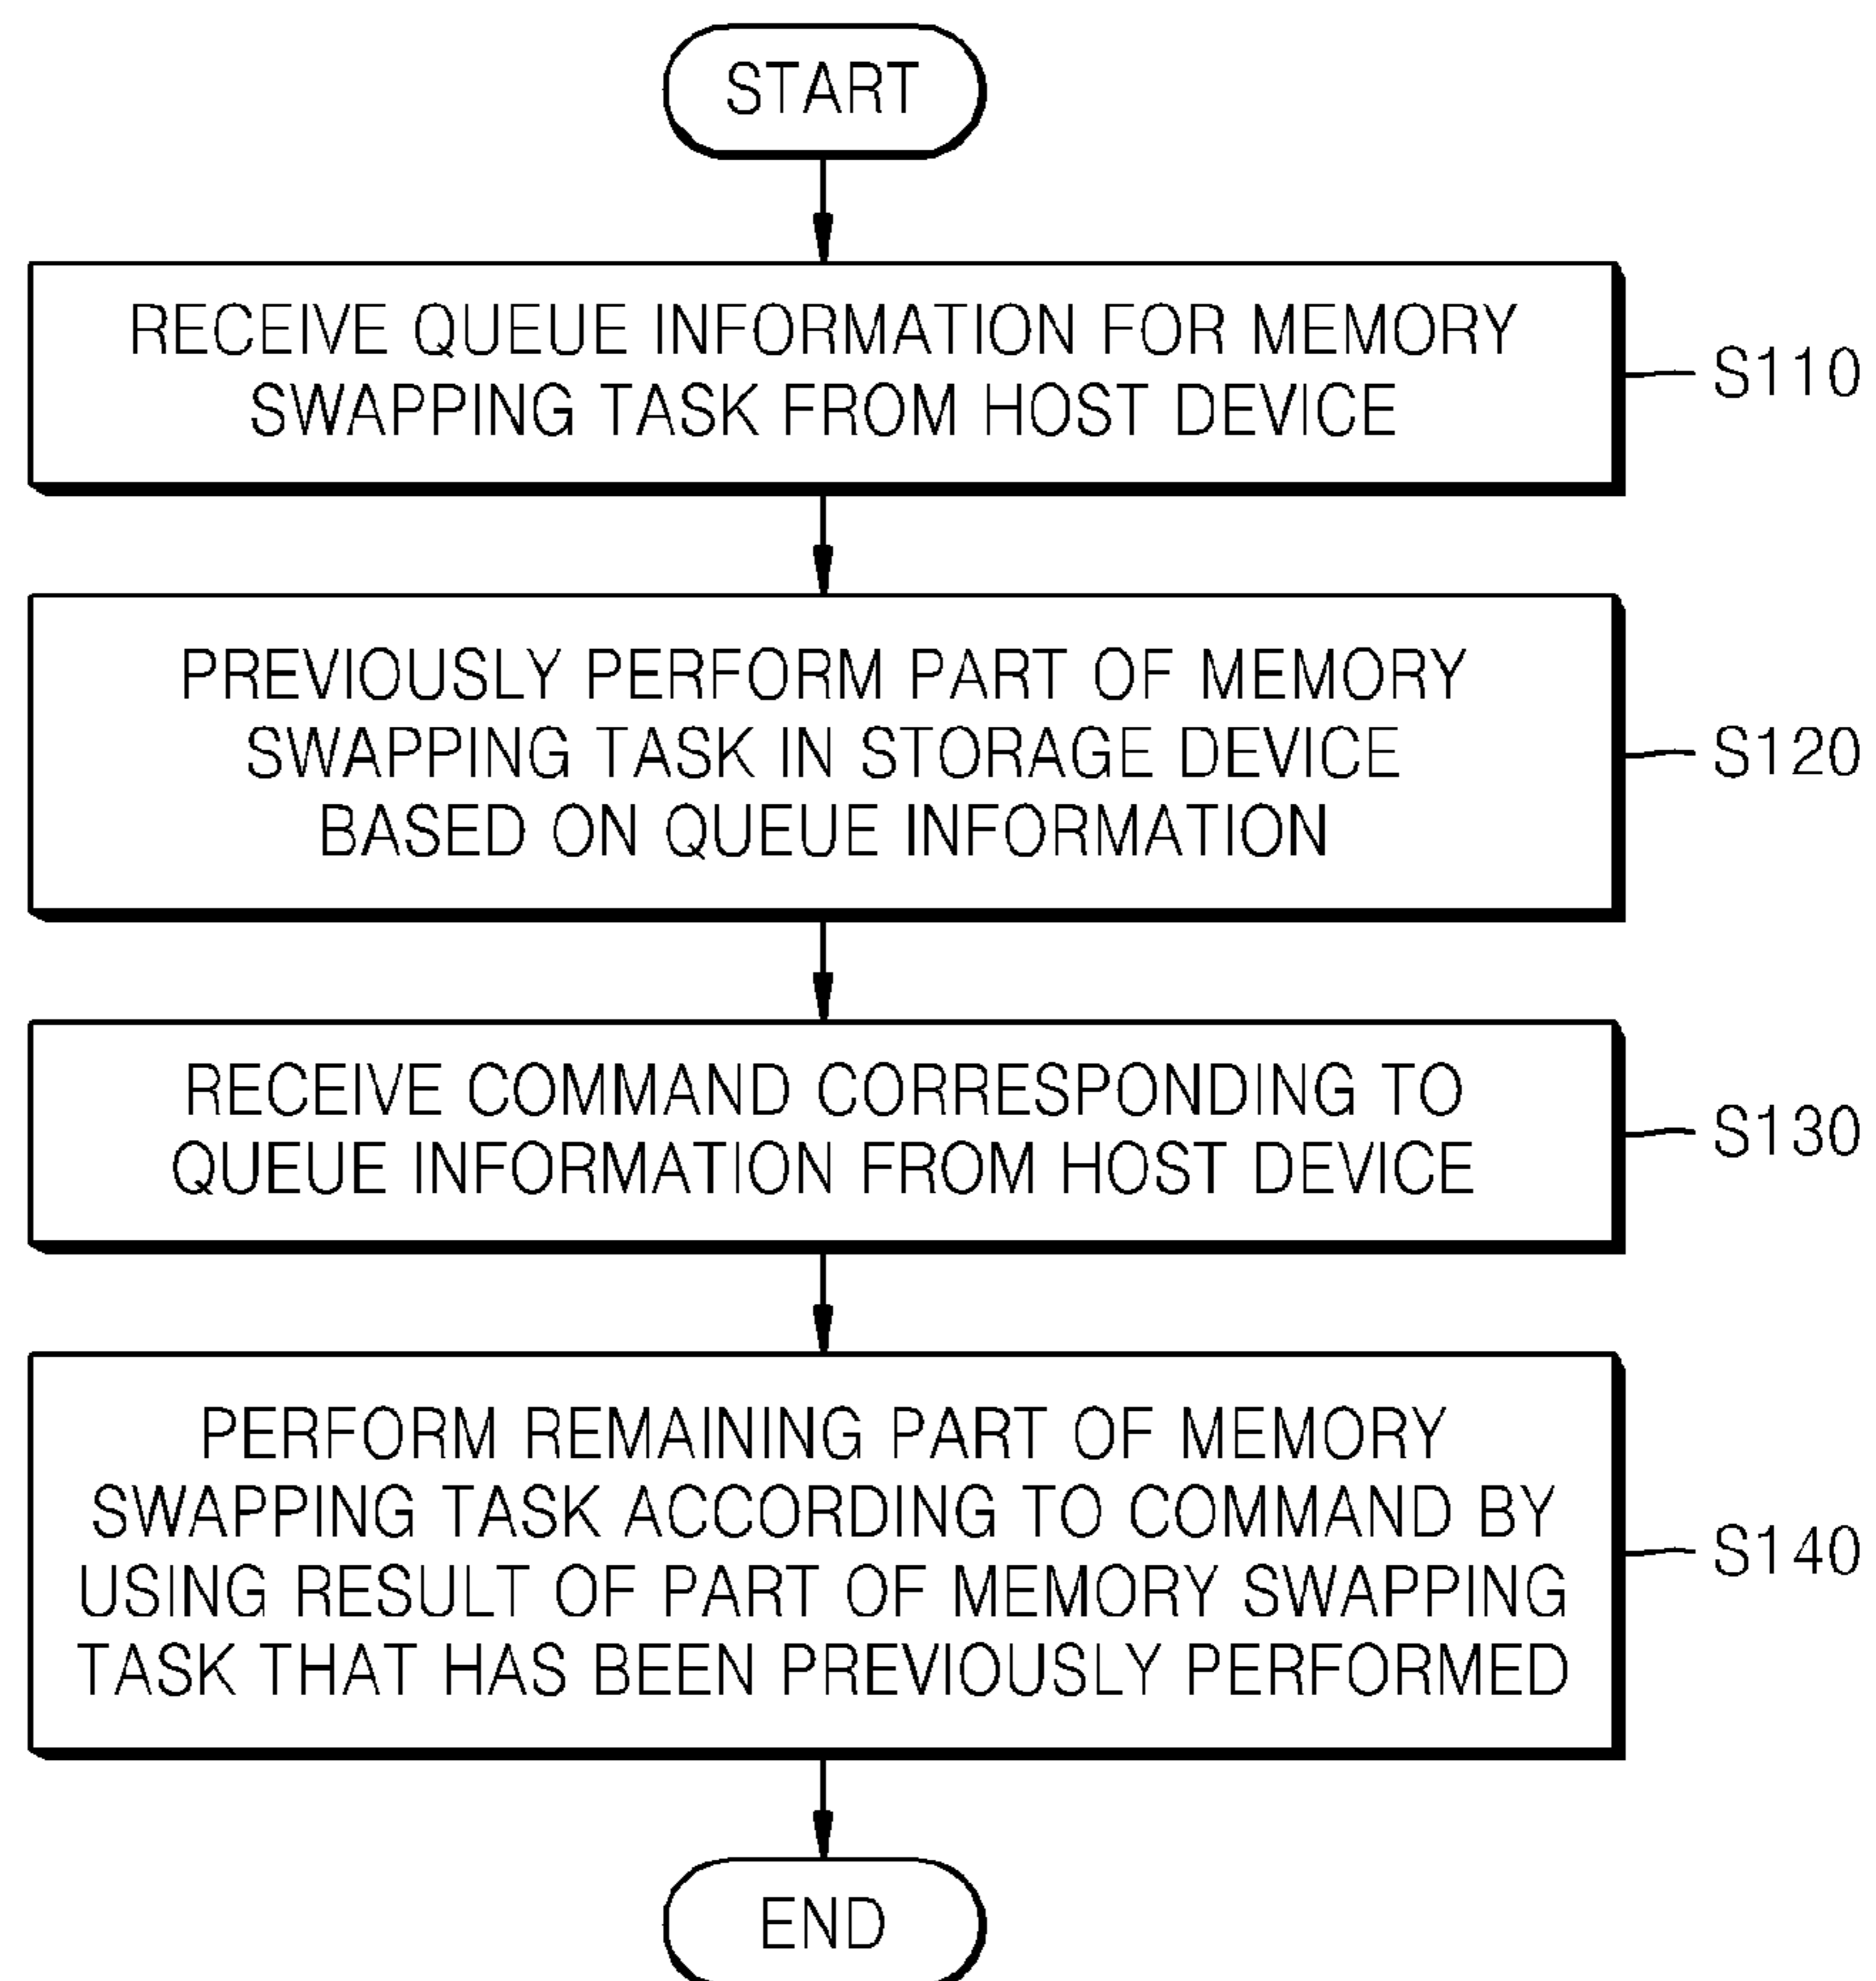 START
RECEIVE QUEUE INFORMATION FOR MEMORY
SWAPPING TASK FROM HOST DEVICE
S110
PREVIOUSLY PERFORM PART OF MEMORY
SWAPPING TASK IN STORAGE DEVICE
BASED ON QUEUE INFORMATION
S120
RECEIVE COMMAND CORRESPONDING TO
QUEUE INFORMATION FROM HOST DEVICE
S130
PERFORM REMAINING PART OF MEMORY
SWAPPING TASK ACCORDING TO COMMAND BY
USING RESULT OF PART OF MEMORY SWAPPING
TASK THAT HAS BEEN PREVIOUSLY PERFORMED
S140
END